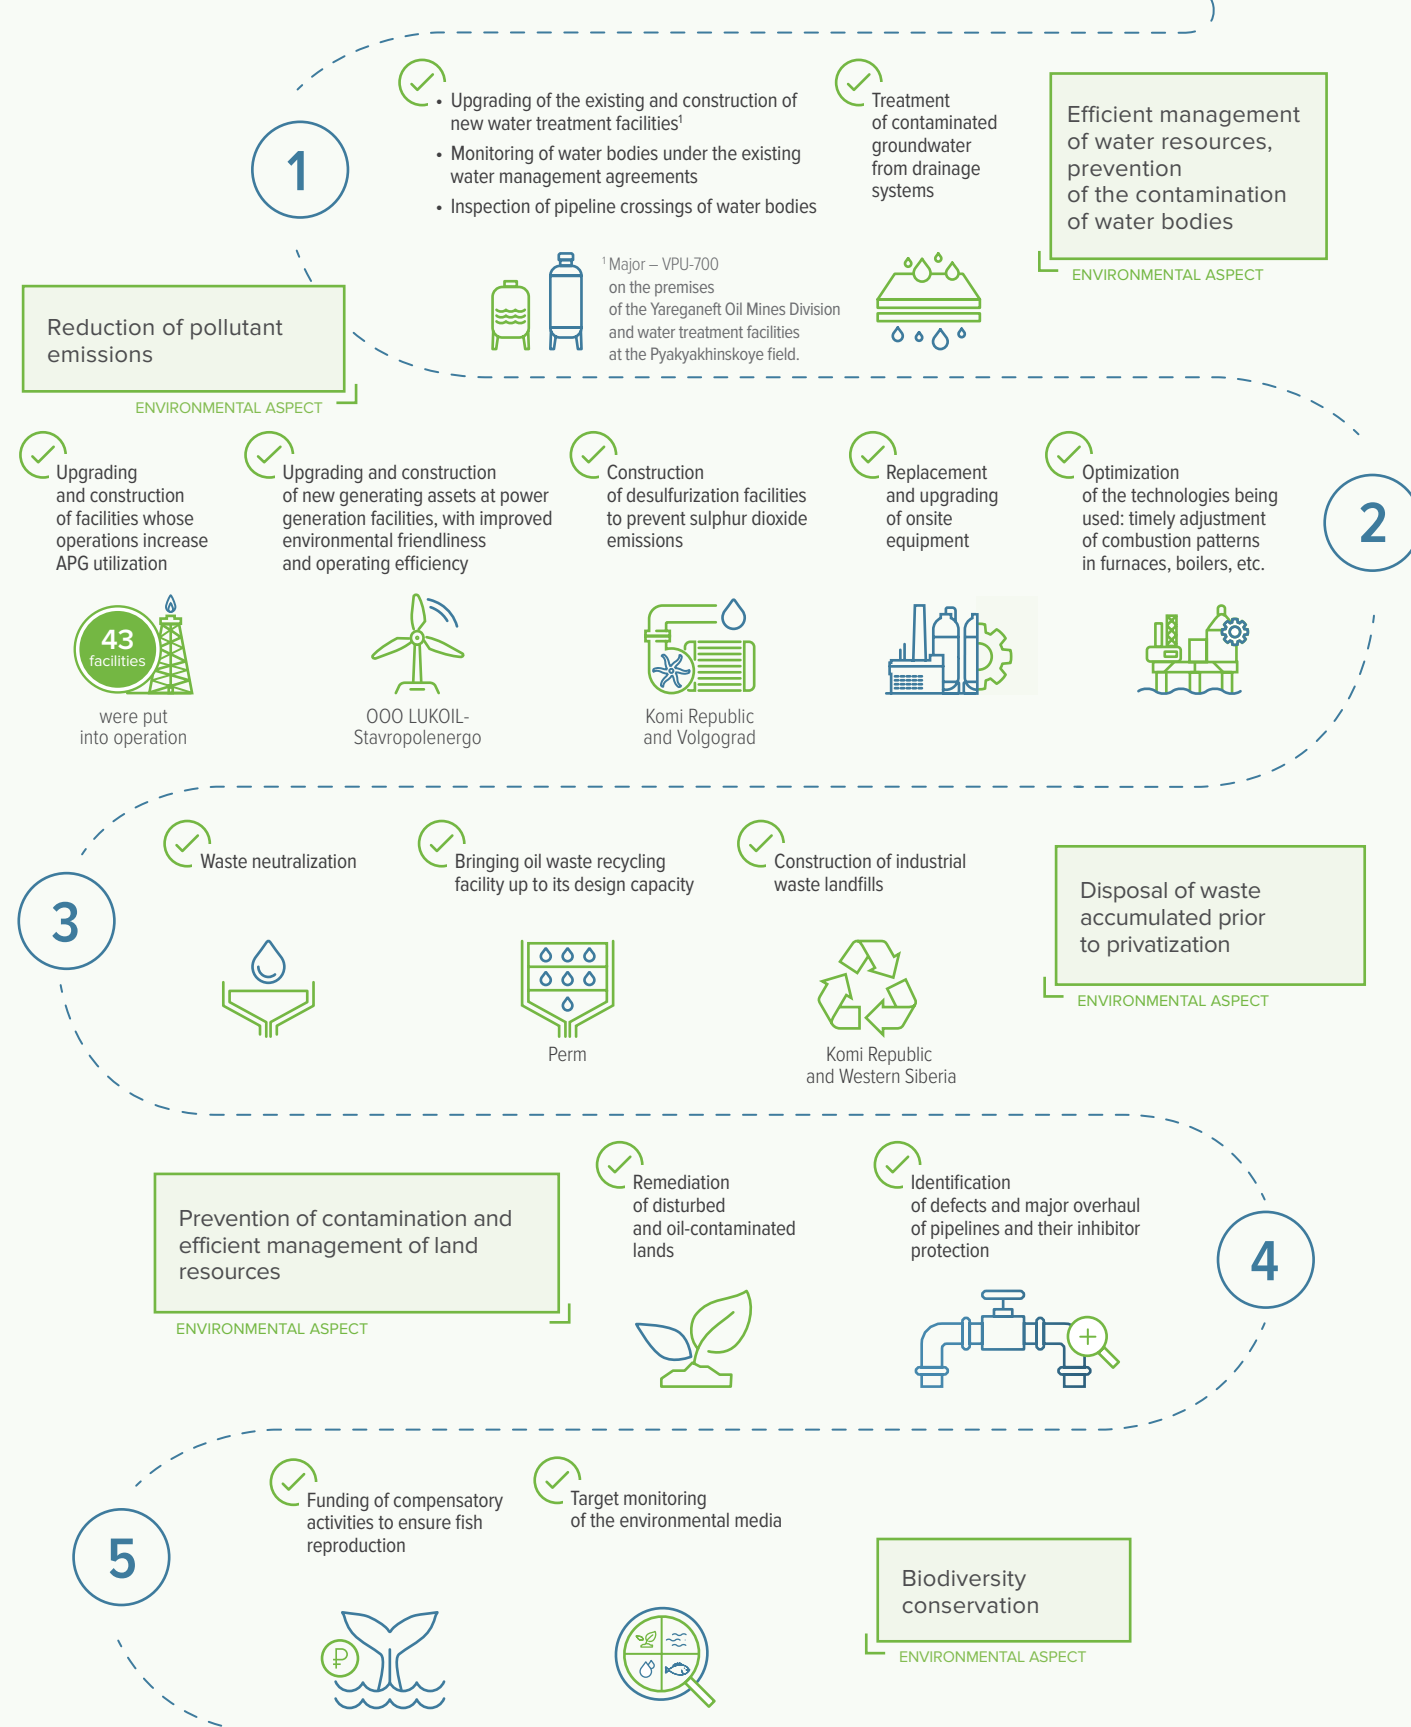 1
• Upgrading of the existing and construction of
new water treatment facilities¹
• Monitoring of water bodies under the existing
water management agreements
• Inspection of pipeline crossings of water bodies
¹ Major – VPU-700
on the premises
of the Yareganeft Oil Mines Division
and water treatment facilities
at the Pyakyakhinskoye field.
Treatment
of contaminated
groundwater
from drainage
systems
Efficient management
of water resources,
prevention
of the contamination
of water bodies
ENVIRONMENTAL ASPECT
Reduction of pollutant
emissions
ENVIRONMENTAL ASPECT
2
Upgrading
and construction
of facilities whose
operations increase
APG utilization
43
facilities
were put
into operation
Upgrading and construction
of new generating assets at power
generation facilities, with improved
environmental friendliness
and operating efficiency
OOO LUKOIL-
Stavropolenergo
Construction
of desulfurization facilities
to prevent sulphur dioxide
emissions
Komi Republic
and Volgograd
Replacement
and upgrading
of onsite
equipment
Optimization
of the technologies being
used: timely adjustment
of combustion patterns
in furnaces, boilers, etc.
3
Waste neutralization
Bringing oil waste recycling
facility up to its design capacity
Perm
Construction of industrial
waste landfills
Komi Republic
and Western Siberia
Disposal of waste
accumulated prior
to privatization
ENVIRONMENTAL ASPECT
Prevention of contamination and
efficient management of land
resources
ENVIRONMENTAL ASPECT
Remediation
of disturbed
and oil-contaminated
lands
Identification
of defects and major overhaul
of pipelines and their inhibitor
protection
4
5
Funding of compensatory
activities to ensure fish
reproduction
₽
Target monitoring
of the environmental media
Biodiversity
conservation
ENVIRONMENTAL ASPECT